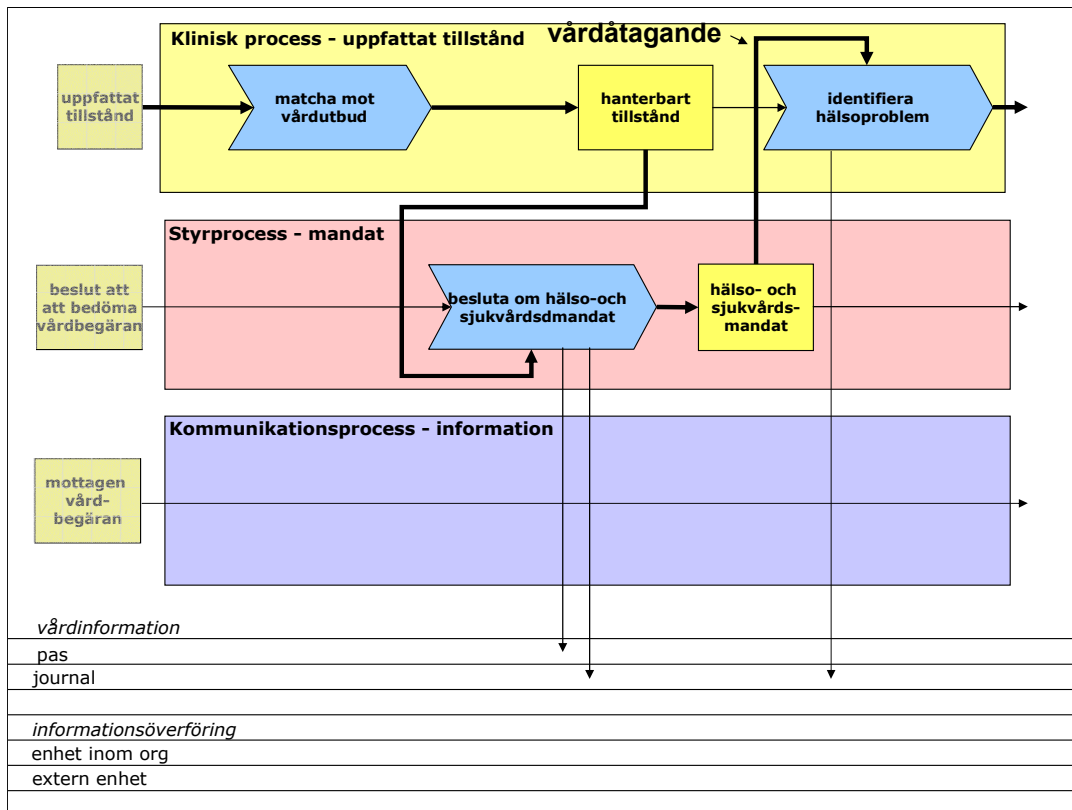 Klinisk process - uppfattat tillstånd
vårdåtagande
uppfattat
tillstånd
matcha mot
vårdutbud
hanterbart
tillstånd
identifiera
hälsoproblem
Styrprocess - mandat
beslut att
att bedöma
vårdbegäran
besluta om hälso-och
sjukvårdsdmandat
hälso- och
sjukvårds-
mandat
Kommunikationsprocess - information
mottagen
vård-
begäran
vårdinformation
pas
journal
informationsöverföring
enhet inom org
extern enhet